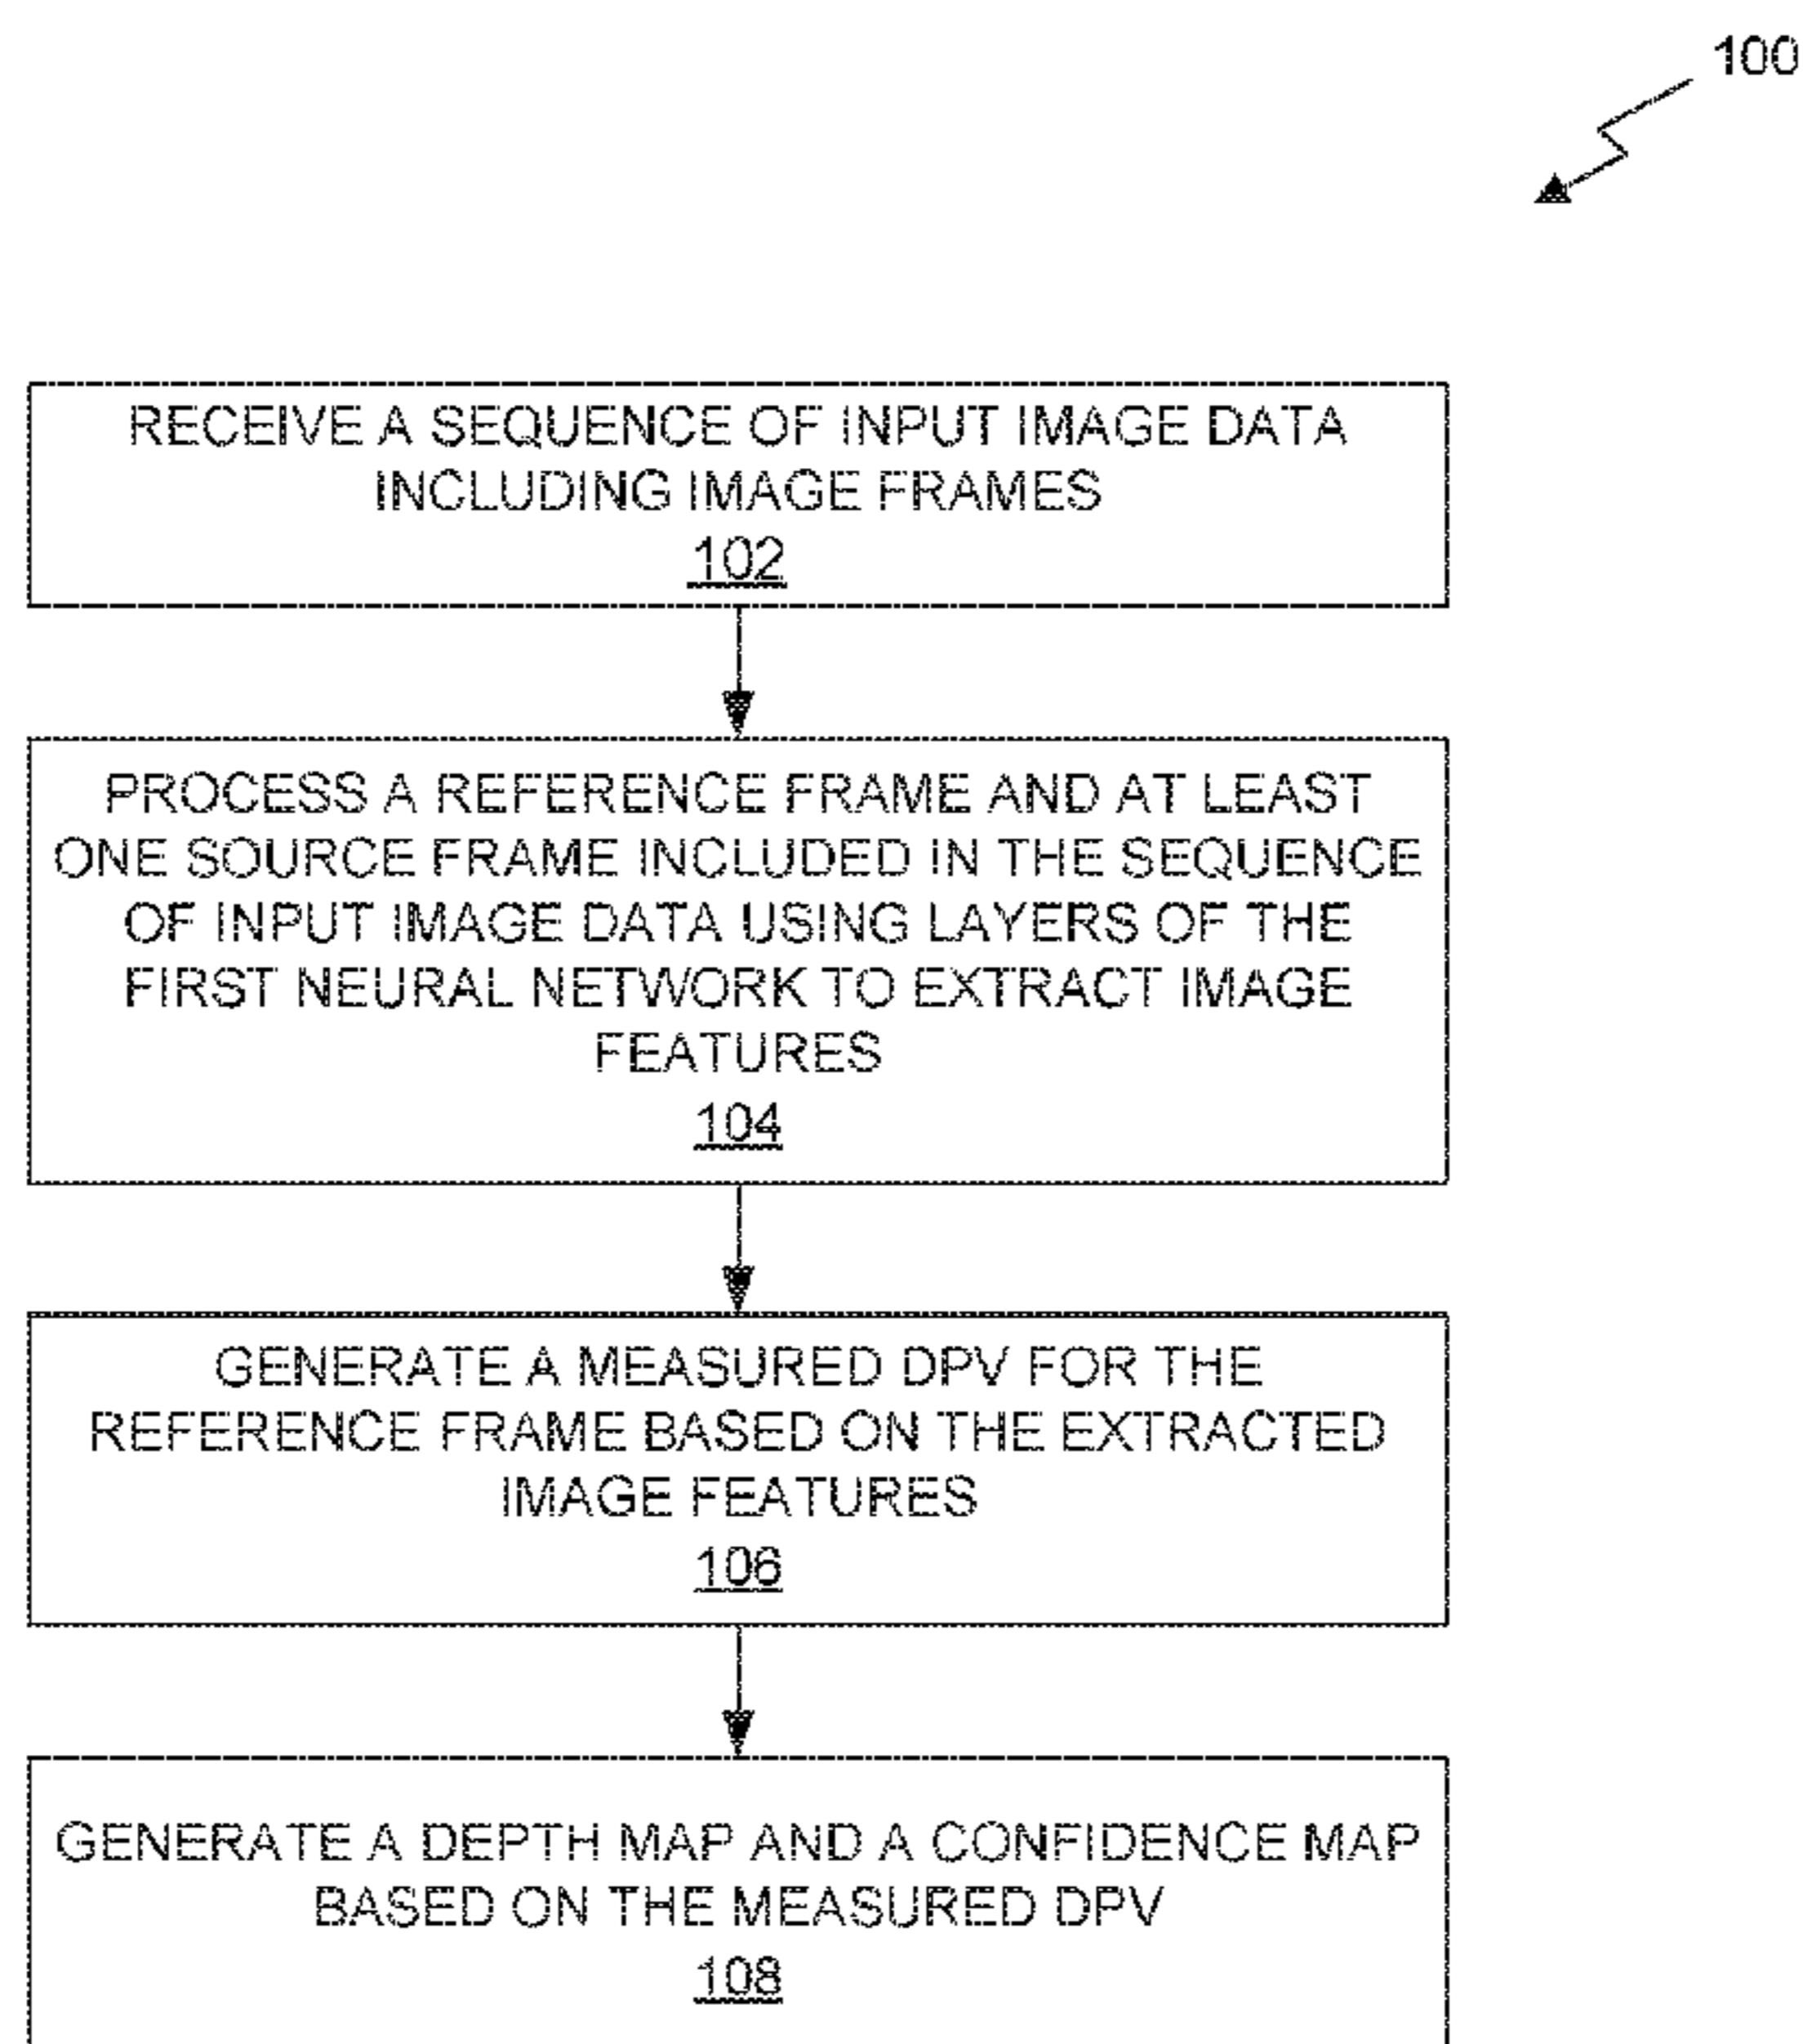 100
RECEIVE A SEQUENCE OF INPUT IMAGE DATA
INCLUDING IMAGE FRAMES
102
PROCESS A REFERENCE FRAME AND AT LEAST
ONE SOURCE FRAME INCLUDED IN THE SEQUENCE
OF INPUT IMAGE DATA USING LAYERS OF THE
FIRST NEURAL NETWORK TO EXTRACT IMAGE
FEATURES
104
GENERATE A MEASURED DPV FOR THE
REFERENCE FRAME BASED ON THE EXTRACTED
IMAGE FEATURES
106
GENERATE A DEPTH MAP AND A CONFIDENCE MAP
BASED ON THE MEASURED DPV
108